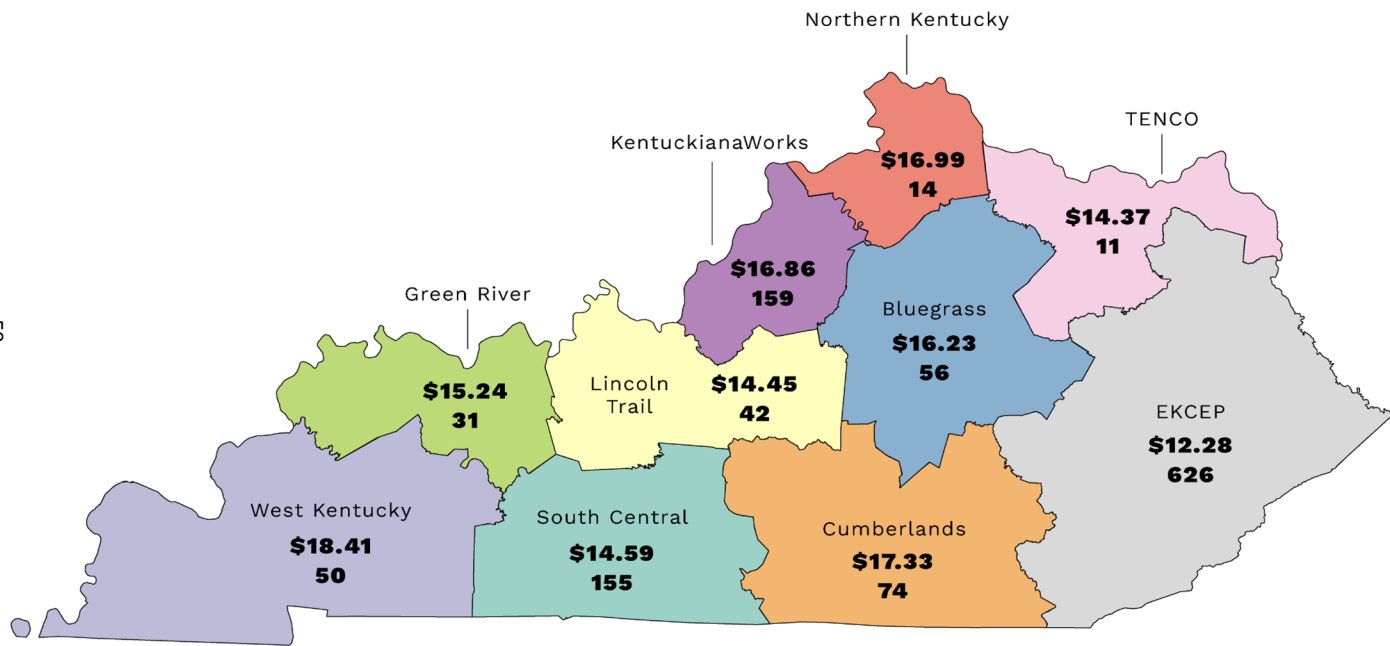 Northern Kentucky
$16.99
14
TENCO
$14.37
11
KentuckianaWorks
$16.86
159
Bluegrass
$16.23
56
Green River
$15.24
31
Lincoln
Trail
$14.45
42
EKCEP
$12.28
626
West Kentucky
$18.41
50
South Central
$14.59
155
Cumberlands
$17.33
74